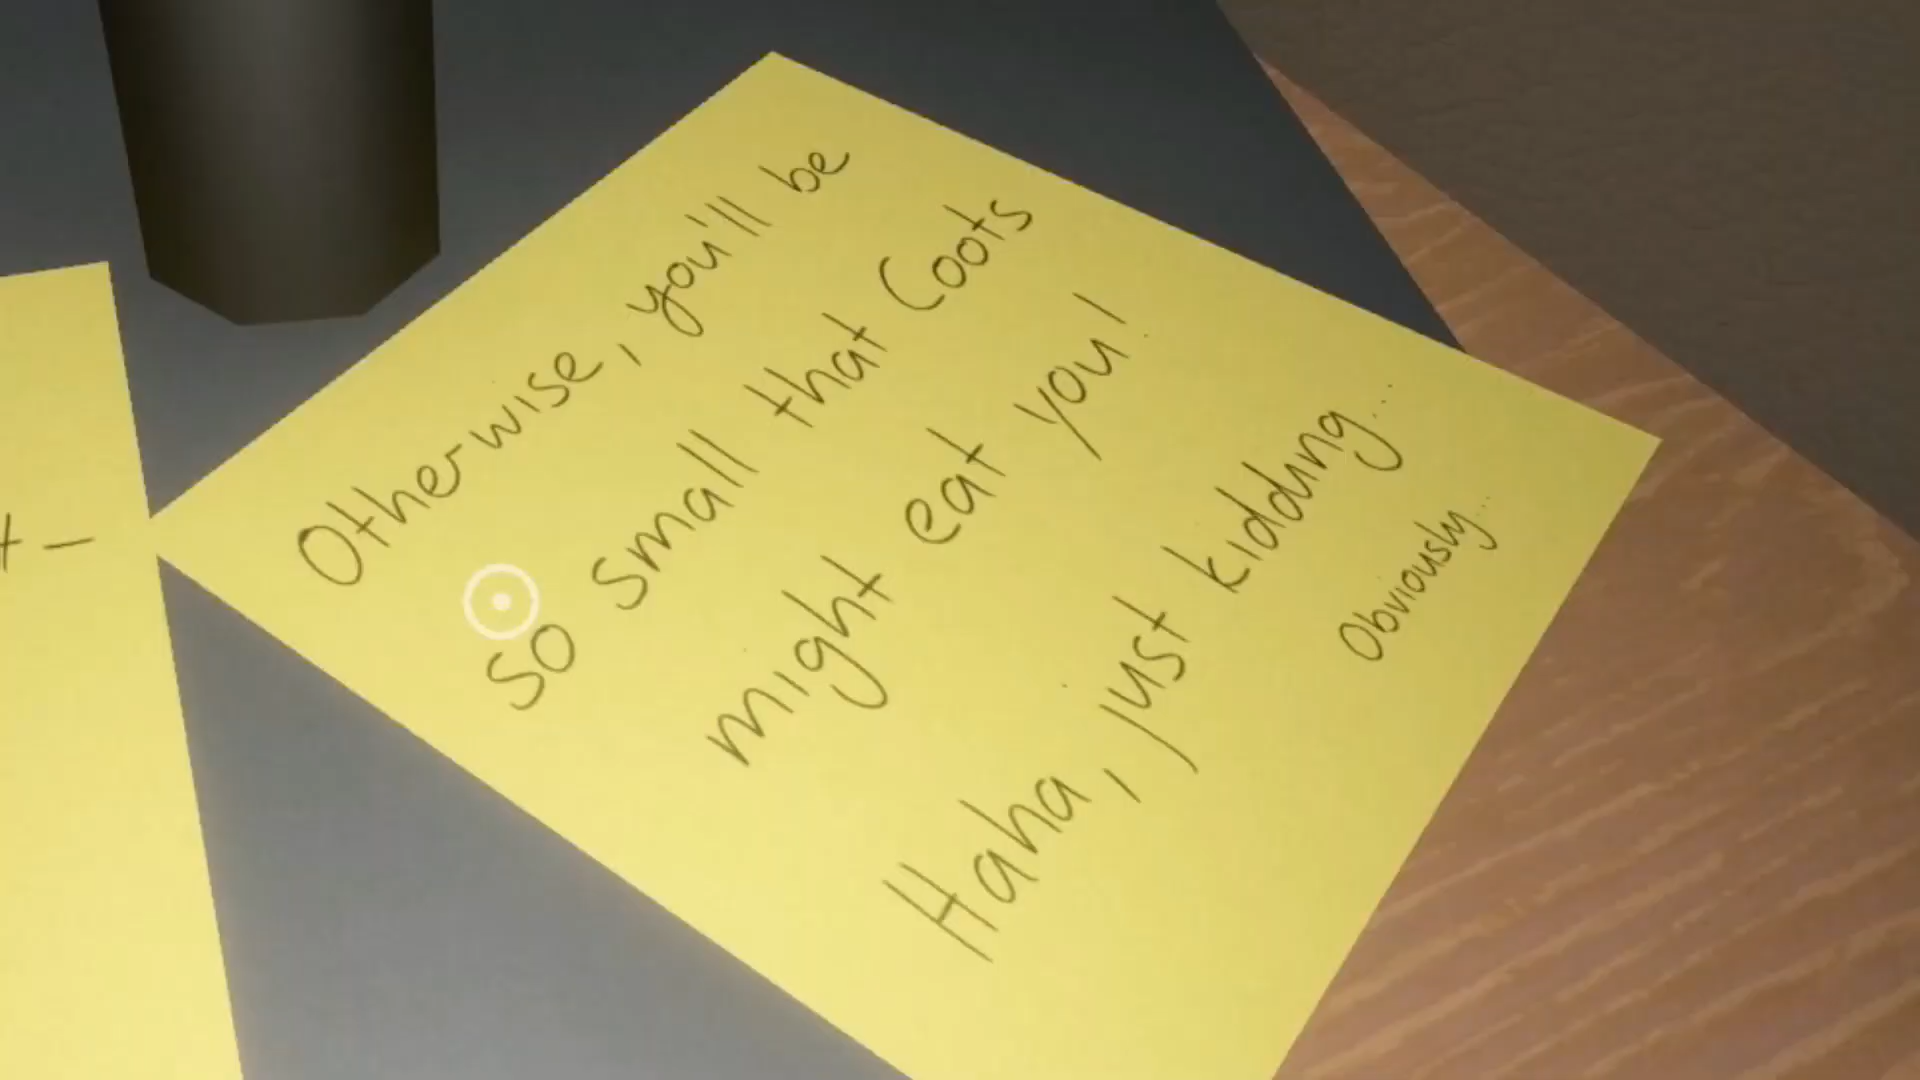 Otherwise, you'll be
so small that Coots
might eat you!
Haha, just kidding...
Obviously...